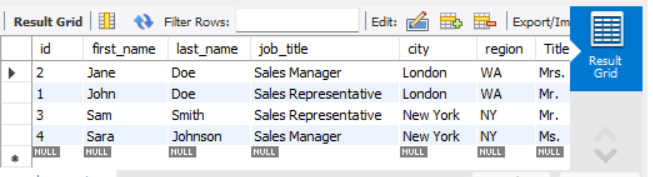 Result Grid Filter Rows: Edit: Export/Im
id first_name last_name job_title city region Title
2 Jane Doe Sales Manager London WA Mrs.
1 John Doe Sales Representative London WA Mr.
3 Sam Smith Sales Representative New York NY Mr.
4 Sara Johnson Sales Manager New York NY Ms.
NULL NULL NULL NULL NULL NULL NULL
Result
Grid